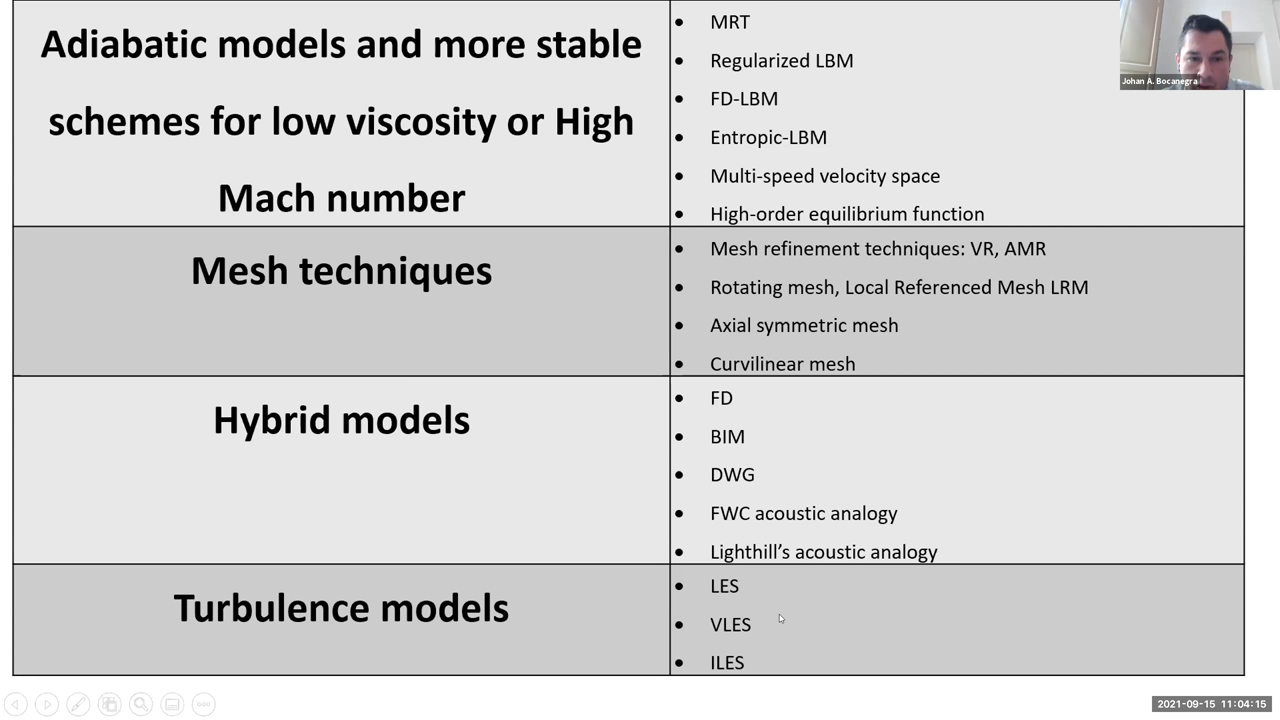 Adiabatic models and more stable
schemes for low viscosity or High
Mach number
• MRT
• Regularized LBM
• FD-LBM
• Entropic-LBM
• Multi-speed velocity space
• High-order equilibrium function
Mesh techniques
• Mesh refinement techniques: VR, AMR
• Rotating mesh, Local Referenced Mesh LRM
• Axial symmetric mesh
• Curvilinear mesh
Hybrid models
• FD
• BIM
• DWG
• FWC acoustic analogy
• Lighthill’s acoustic analogy
Turbulence models
• LES
• VLES
• ILES
Johan A. Bocanegra
2021-09-15 11:04:15